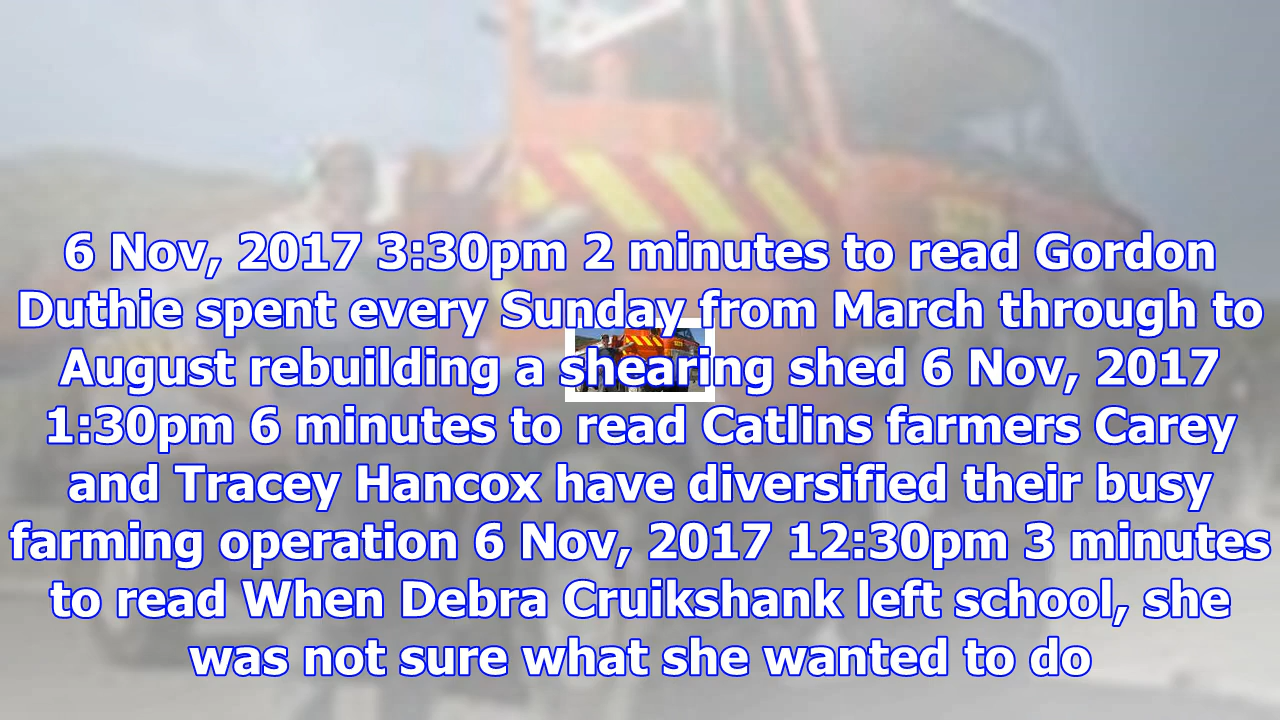 6 Nov, 2017 3:30pm 2 minutes to read Gordon
Duthie spent every Sunday from March through to
August rebuilding a shearing shed 6 Nov, 2017
1:30pm 6 minutes to read Catlins farmers Carey
and Tracey Hancox have diversified their busy
farming operation 6 Nov, 2017 12:30pm 3 minutes
to read When Debra Cruikshank left school, she
was not sure what she wanted to do